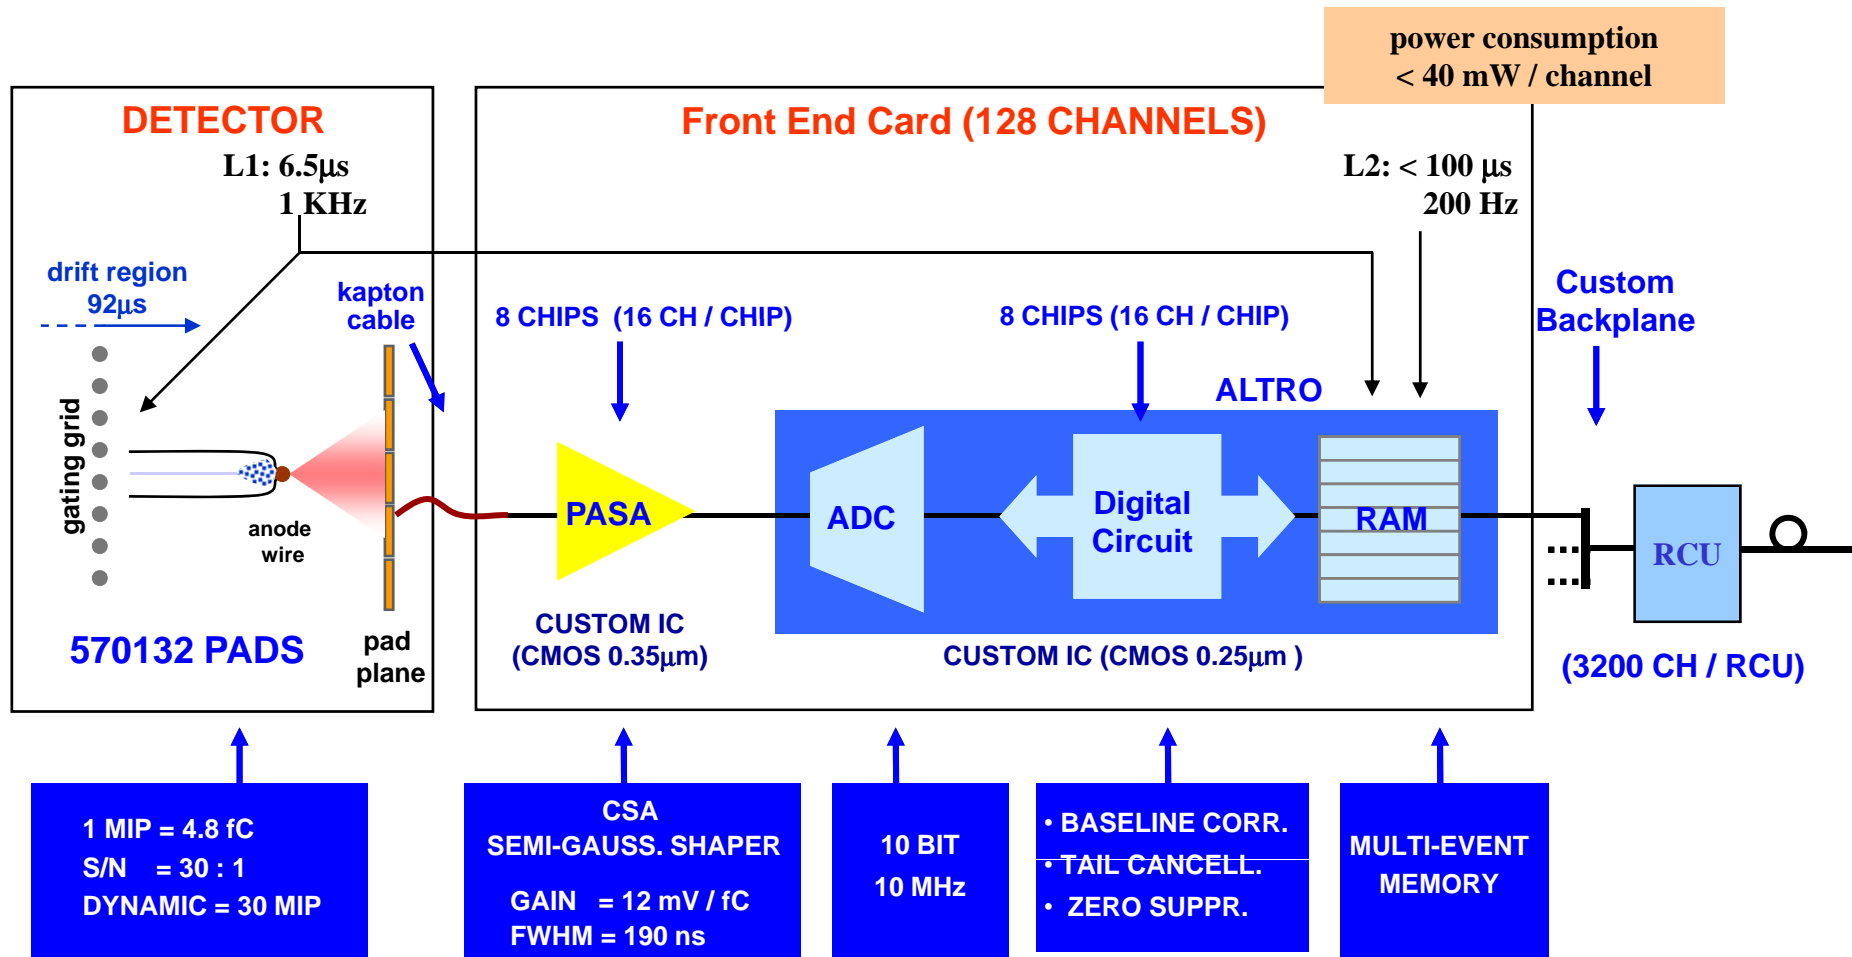 power consumption
< 40 mW / channel
DETECTOR
Front End Card (128 CHANNELS)
L1: 6.5μs
1 KHz
L2: < 100 μs
200 Hz
drift region
92μs
kapton
cable
8 CHIPS (16 CH / CHIP)
8 CHIPS (16 CH / CHIP)
Custom
Backplane
ALTRO
gating grid
anode
wire
PASA
ADC
Digital
Circuit
RAM
RCU
570132 PADS
pad
plane
CUSTOM IC
(CMOS 0.35μm)
CUSTOM IC (CMOS 0.25μm )
(3200 CH / RCU)
1 MIP = 4.8 fC
S/N = 30 : 1
DYNAMIC = 30 MIP
CSA
SEMI-GAUSS. SHAPER
GAIN = 12 mV / fC
FWHM = 190 ns
10 BIT
10 MHz
• BASELINE CORR.
• TAIL CANCELL.
• ZERO SUPPR.
MULTI-EVENT
MEMORY